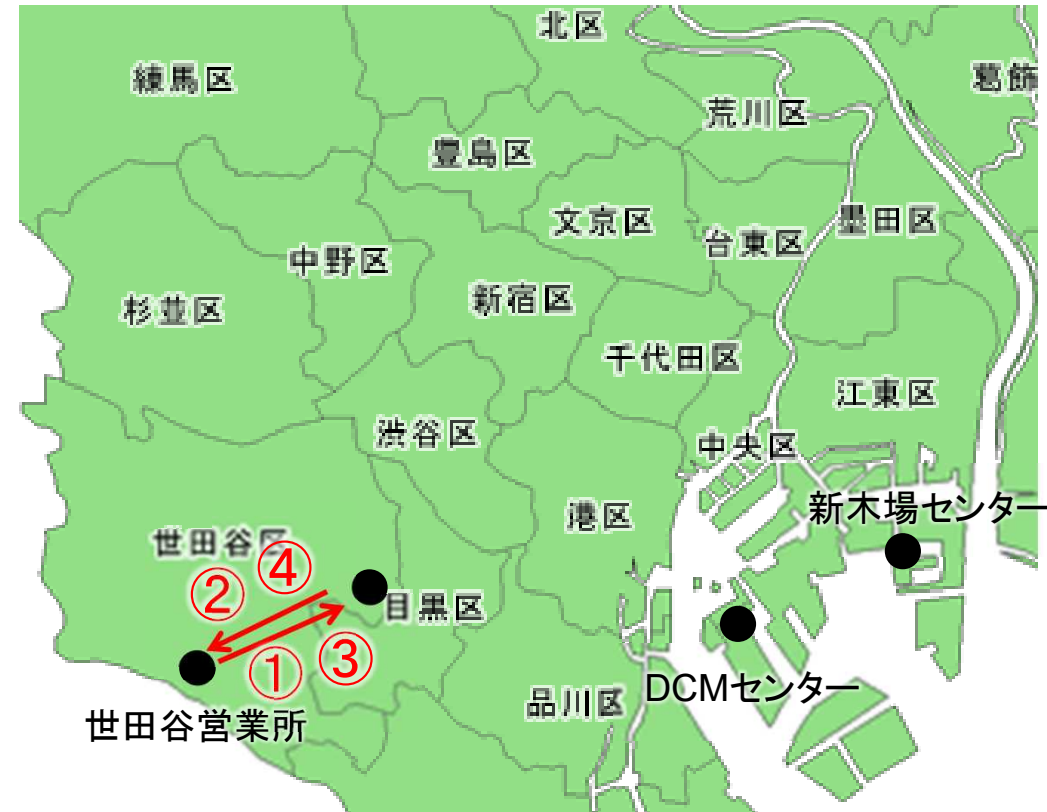 北区
練馬区
葛飾
荒川区
豊島区
文京区
墨田区
台東区
中野区
新宿区
杉並区
千代田区
江東区
渋谷区
中央区
新木場センター
港区
世田谷区
④
②
目黒区
③
①
DCMセンター
品川区
世田谷営業所